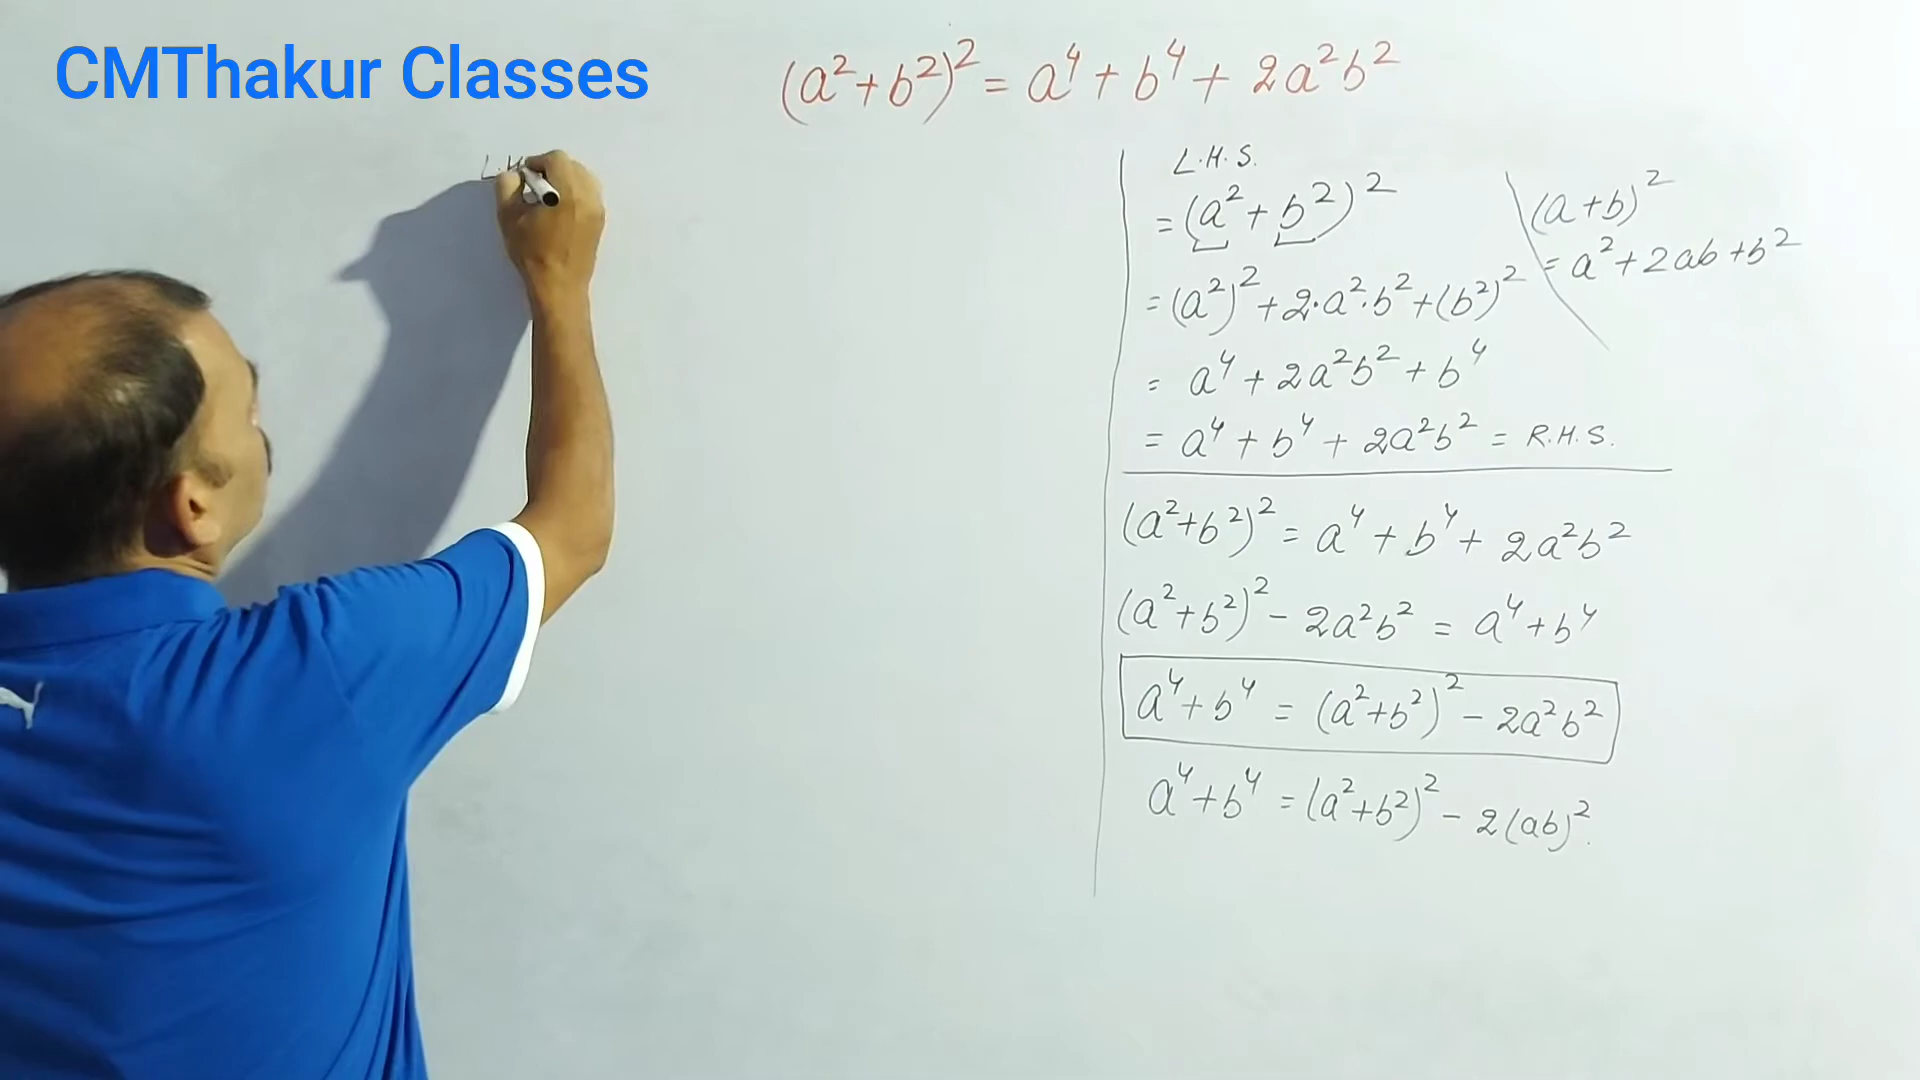 CMThakur Classes
(a²+b²)² = a⁴ + b⁴ + 2a²b²
L.H
L.H.S.
= (a² + b²)²
= (a²)² + 2·a²·b² + (b²)²
= a⁴ + 2a²b² + b⁴
= a⁴ + b⁴ + 2a²b² = R.H.S.
(a+b)²
= a² + 2ab + b²
(a²+b²)² = a⁴ + b⁴ + 2a²b²
(a²+b²)² - 2a²b² = a⁴ + b⁴
a⁴ + b⁴ = (a²+b²)² - 2a²b²
a⁴ + b⁴ = (a²+b²)² - 2(ab)².